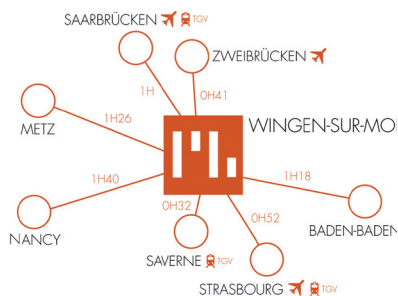 SAARBRÜCKEN TGV
ZWEIBRÜCKEN
1H
0H41
METZ
1H26
WINGEN-SUR-MO
1H40
1H18
NANCY
0H32
0H52
BADEN-BADEN
SAVERNE TGV
STRASBOURG TGV